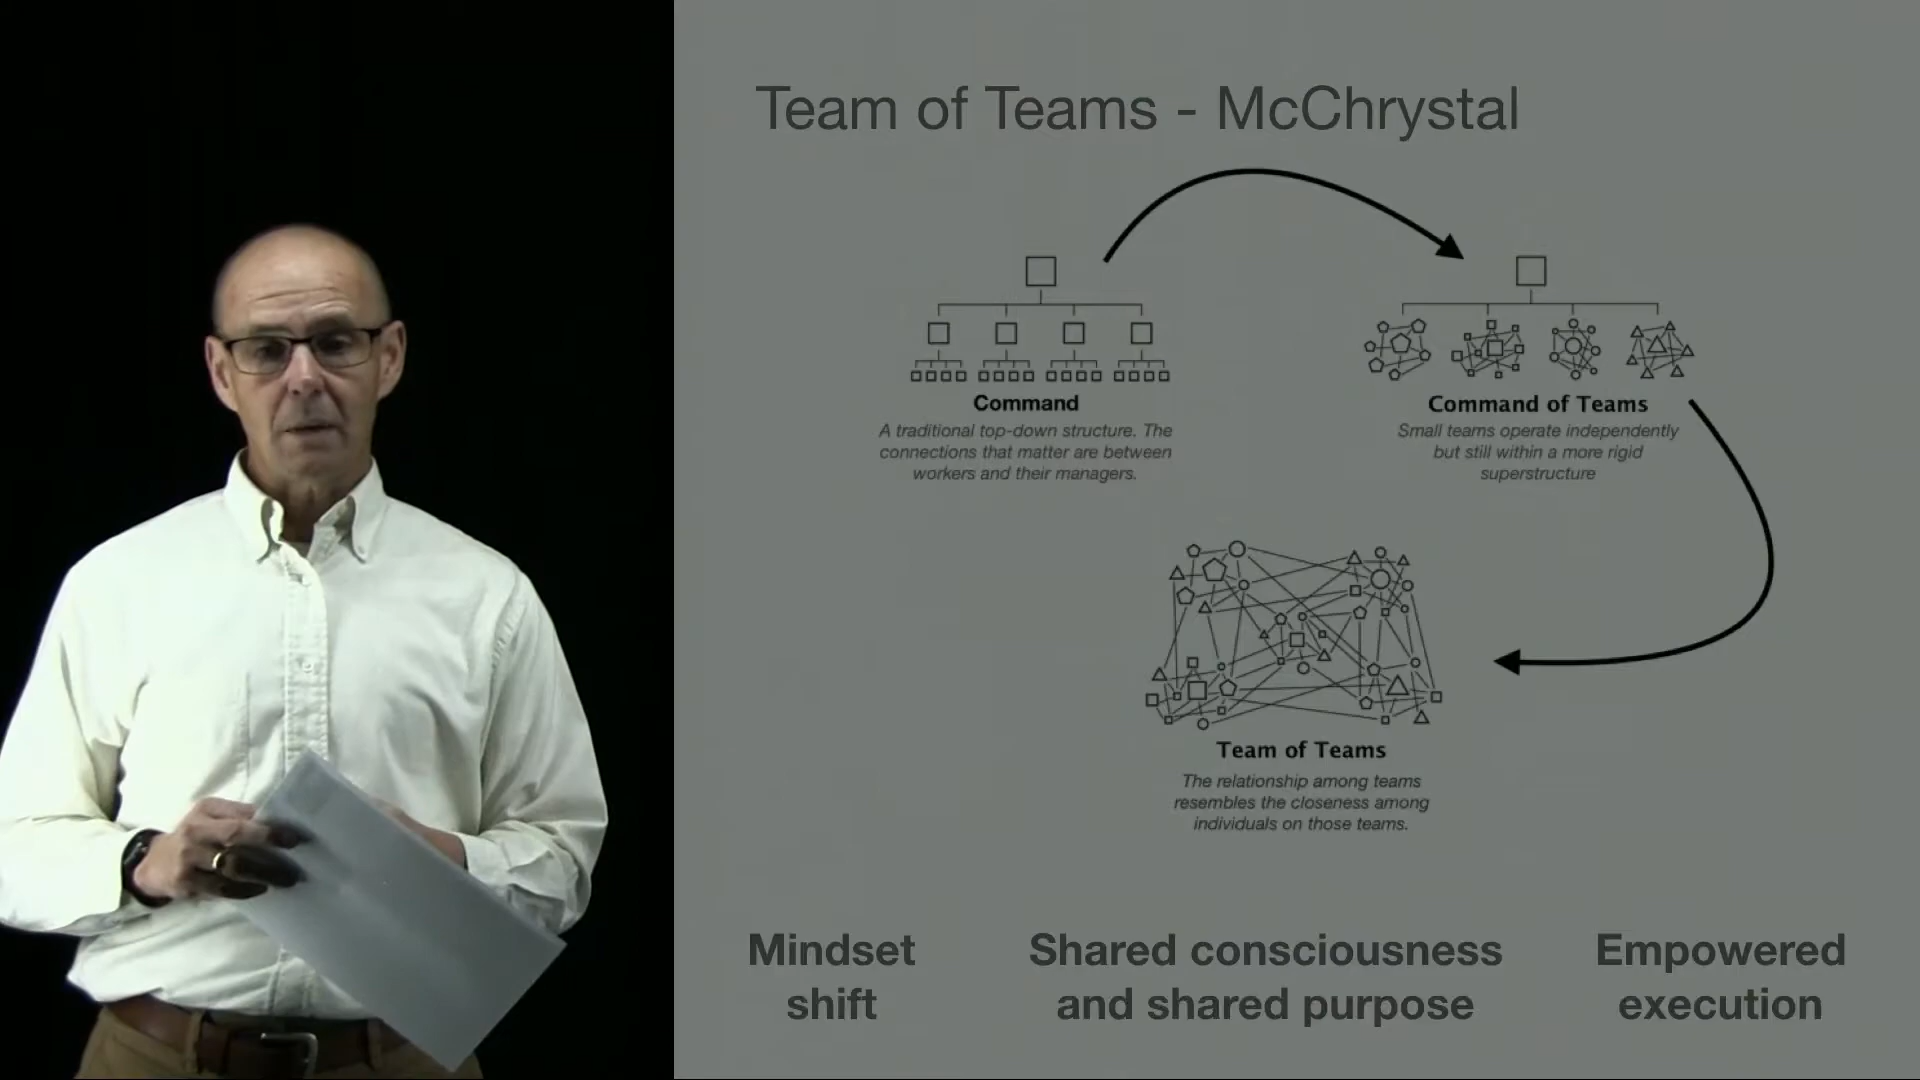 Team of Teams - McChrystal
Command
A traditional top-down structure. The
connections that matter are between
workers and their managers.
Command of Teams
Small teams operate independently
but still within a more rigid
superstructure
Team of Teams
The relationship among teams
resembles the closeness among
individuals on those teams.
Mindset
shift
Shared consciousness
and shared purpose
Empowered
execution